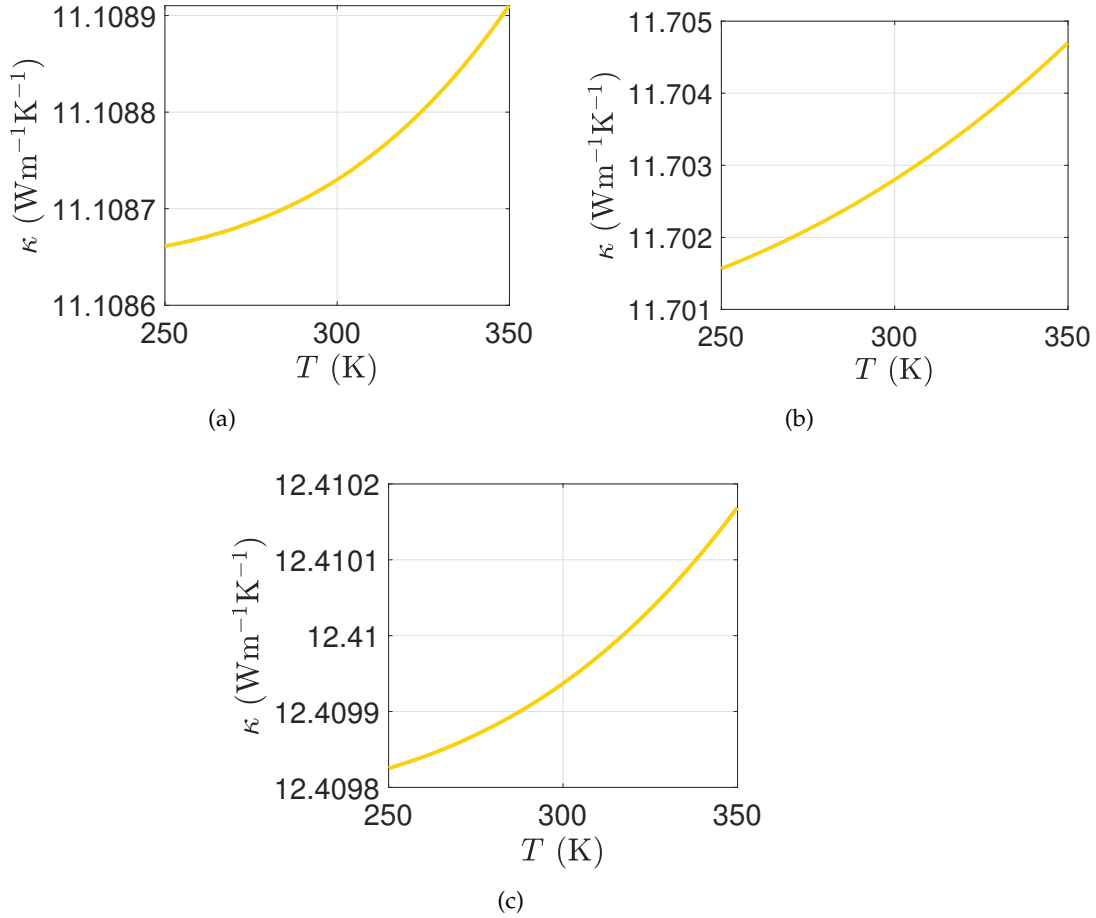 11.1089
11.1088
11.1087
11.1086
κ (Wm⁻¹K⁻¹)
250 300 350
T (K)
(a)
11.705
11.704
11.703
11.702
11.701
κ (Wm⁻¹K⁻¹)
250 300 350
T (K)
(b)
12.4102
12.4101
12.41
12.4099
12.4098
κ (Wm⁻¹K⁻¹)
250 300 350
T (K)
(c)